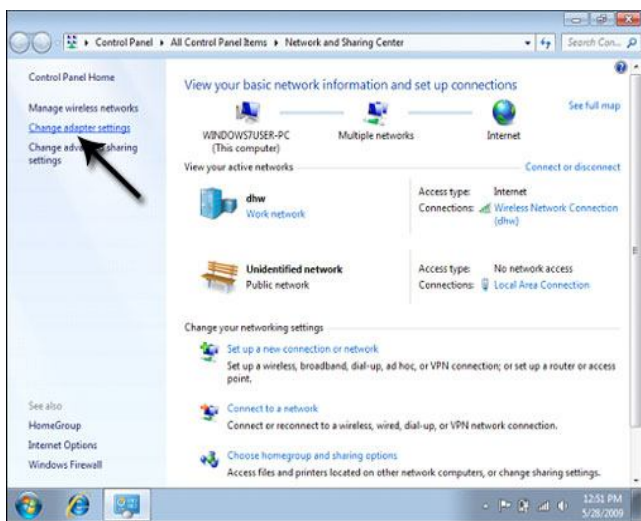 Control Panel ▸ All Control Panel Items ▸ Network and Sharing Center
Search Con...
Control Panel Home
Manage wireless networks
Change adapter settings
Change advanced sharing
settings
See also
HomeGroup
Internet Options
Windows Firewall
View your basic network information and set up connections
See full map
WINDOWS7USER-PC
(This computer)
Multiple networks
Internet
View your active networks
Connect or disconnect
dhw
Work network
Access type: Internet
Connections: Wireless Network Connection
(dhw)
Unidentified network
Public network
Access type: No network access
Connections: Local Area Connection
Change your networking settings
Set up a new connection or network
Set up a wireless, broadband, dial-up, ad hoc, or VPN connection; or set up a router or access
point.
Connect to a network
Connect or reconnect to a wireless, wired, dial-up, or VPN network connection.
Choose homegroup and sharing options
Access files and printers located on other network computers, or change sharing settings.
12:51 PM
5/28/2009